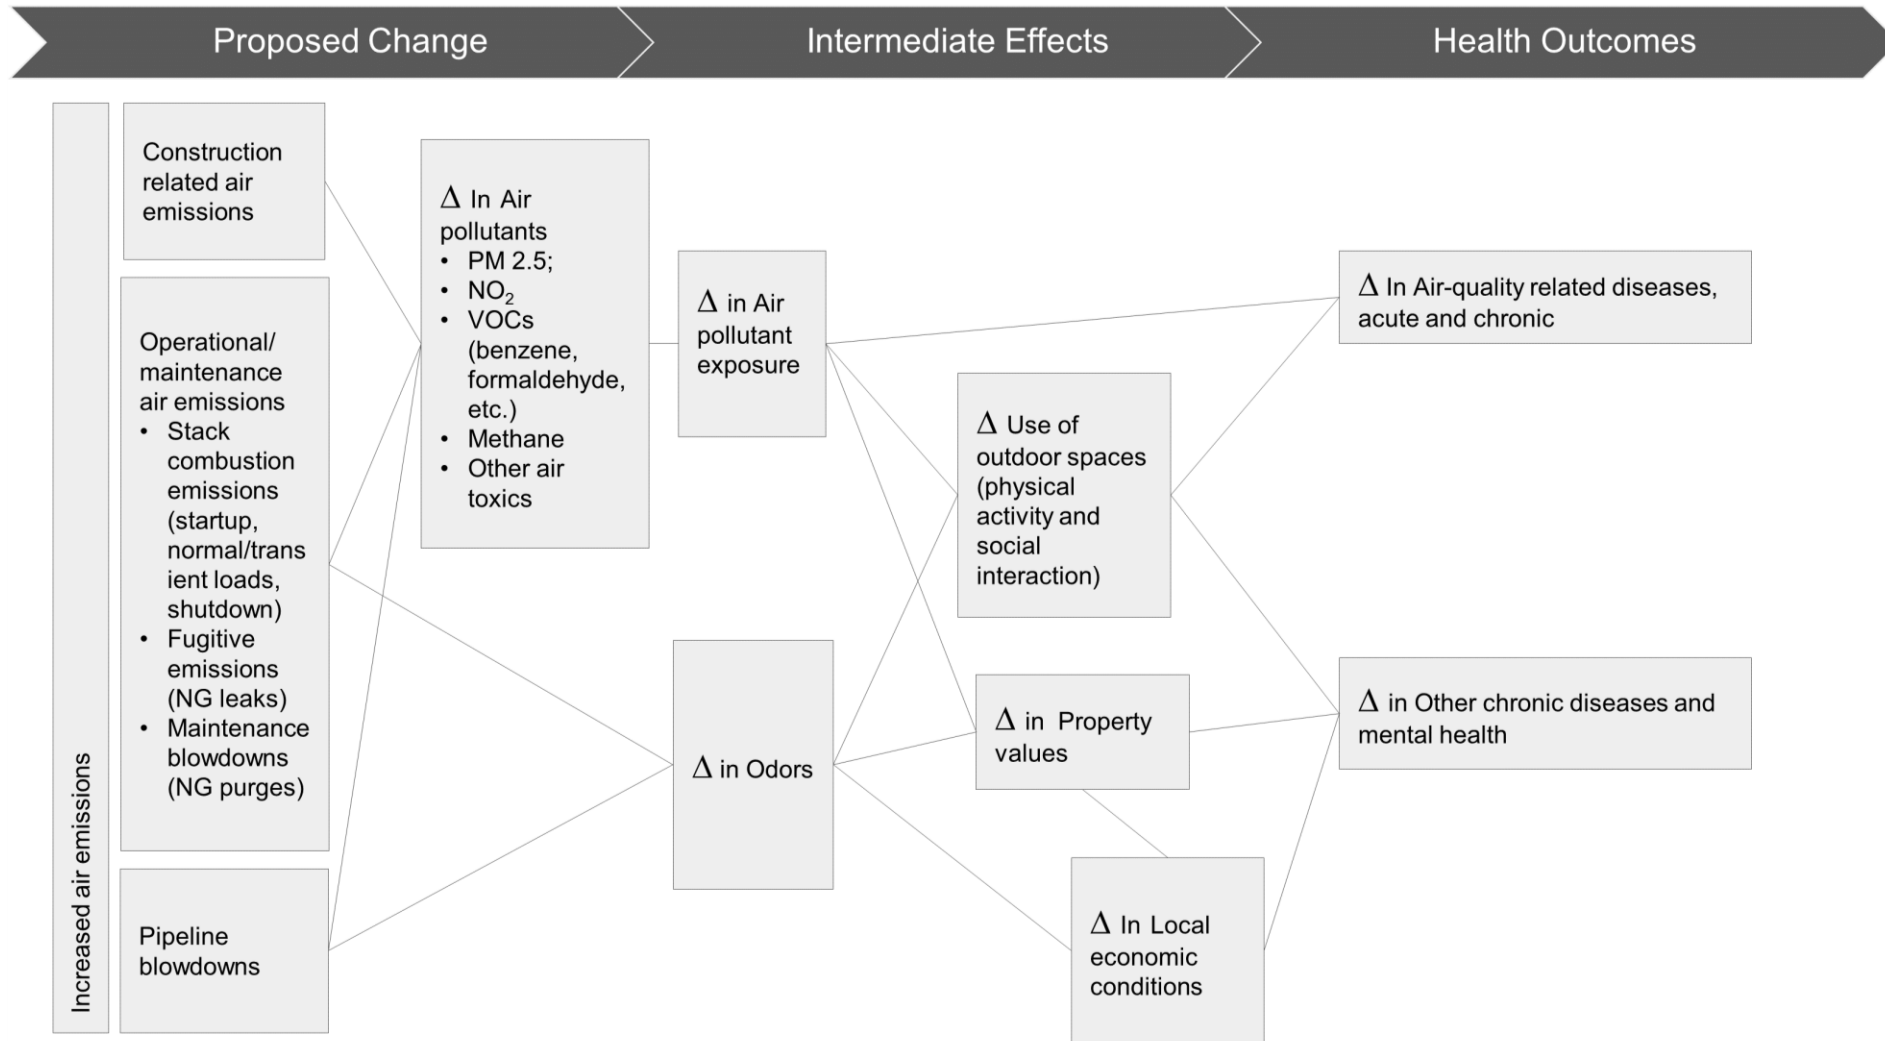 Proposed Change
Intermediate Effects
Health Outcomes
Increased air emissions
Construction
related air
emissions
Operational/
maintenance
air emissions
• Stack
combustion
emissions
(startup,
normal/trans
ient loads,
shutdown)
• Fugitive
emissions
(NG leaks)
• Maintenance
blowdowns
(NG purges)
Pipeline
blowdowns
Δ In Air
pollutants
• PM 2.5;
• NO₂
• VOCs
(benzene,
formaldehyde,
etc.)
• Methane
• Other air
toxics
Δ in Air
pollutant
exposure
Δ in Odors
Δ Use of
outdoor spaces
(physical
activity and
social
interaction)
Δ in Property
values
Δ In Local
economic
conditions
Δ In Air-quality related diseases,
acute and chronic
Δ in Other chronic diseases and
mental health